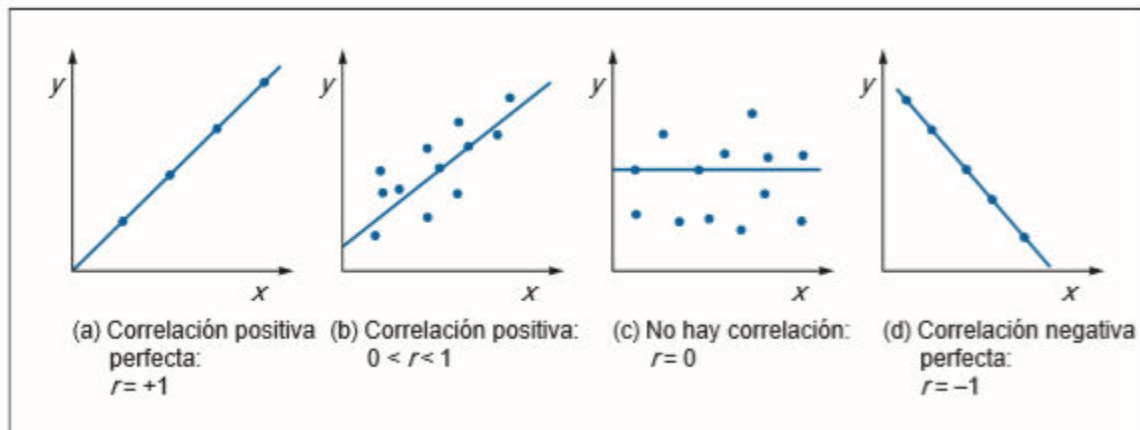 y
x
(a) Correlación positiva
perfecta:
r = +1
y
x
(b) Correlación positiva:
0 < r < 1
y
x
(c) No hay correlación:
r = 0
y
x
(d) Correlación negativa
perfecta:
r = –1